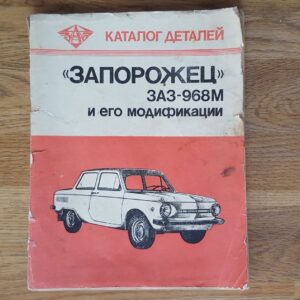 КАТАЛОГ ДЕТАЛЕЙ
«ЗАПОРОЖЕЦ»
ЗАЗ-968М
и его модификации